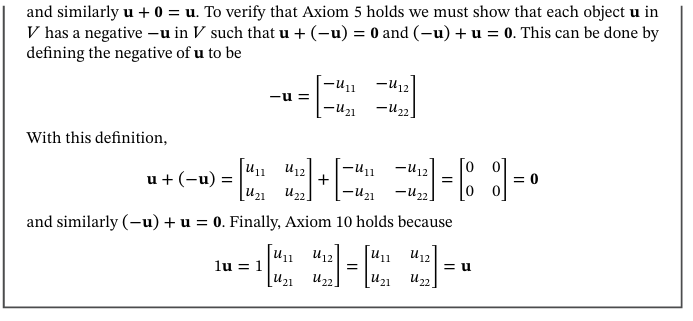 and similarly u + 0 = u. To verify that Axiom 5 holds we must show that each object u in
V has a negative −u in V such that u + (−u) = 0 and (−u) + u = 0. This can be done by
defining the negative of u to be
−u = [−u₁₁ −u₁₂
−u₂₁ −u₂₂]
With this definition,
u + (−u) = [u₁₁ u₁₂ + [−u₁₁ −u₁₂ = [0 0 = 0
u₂₁ u₂₂] −u₂₁ −u₂₂] 0 0]
and similarly (−u) + u = 0. Finally, Axiom 10 holds because
1u = 1 [u₁₁ u₁₂ = [u₁₁ u₁₂ = u
u₂₁ u₂₂] u₂₁ u₂₂]